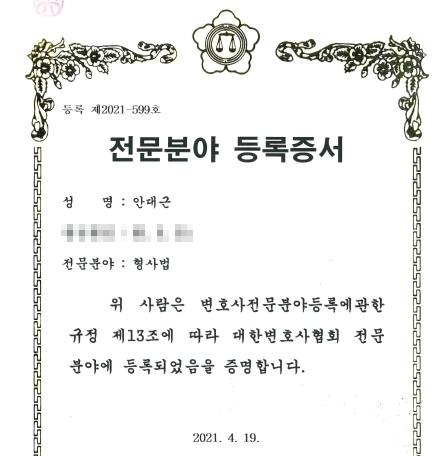 등록 제2021-599호
전문분야 등록증서
성 명 : 안대근
전문분야 : 형사법
위 사람은 변호사전문분야등록에관한
규정 제13조에 따라 대한변호사협회 전문
분야에 등록되었음을 증명합니다.
2021. 4. 19.